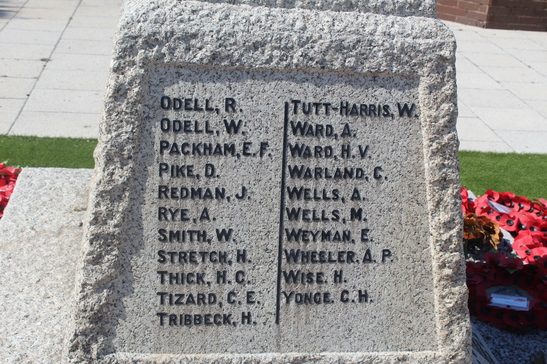 ODELL, R.
ODELL, W.
PACKHAM, E. F.
PIKE, D.
REDMAN, J.
RYE, A.
SMITH, W.
STRETCH, H.
THICK, H. C.
TIZARD, C. E.
TRIBBECK, H.
TUTT-HARRIS, W.
WARD, A.
WARD, H. V.
WARLAND, C.
WELLS, A.
WELLS, M.
WEYMAN, E.
WHEELER, A. P.
WISE, H.
YONGE, C. H.